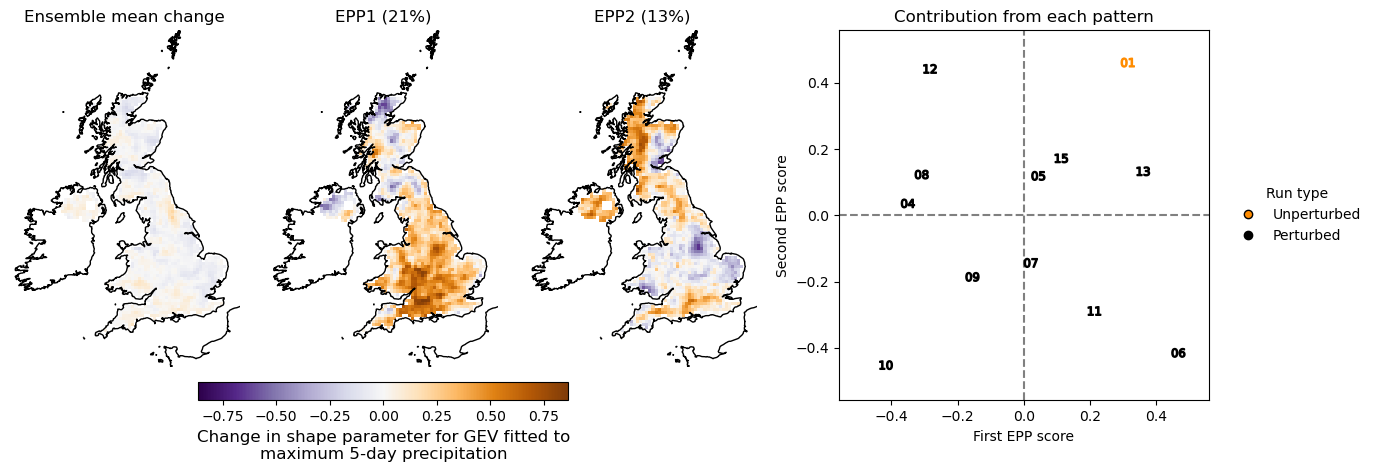 Ensemble mean change
EPP1 (21%)
EPP2 (13%)
Contribution from each pattern
−0.75 −0.50 −0.25 0.00 0.25 0.50 0.75
Change in shape parameter for GEV fitted to
maximum 5-day precipitation
Second EPP score
0.4
0.2
0.0
−0.2
−0.4
01
12
15
13
08
05
04
07
09
11
06
10
−0.4 −0.2 0.0 0.2 0.4
First EPP score
Run type
Unperturbed
Perturbed